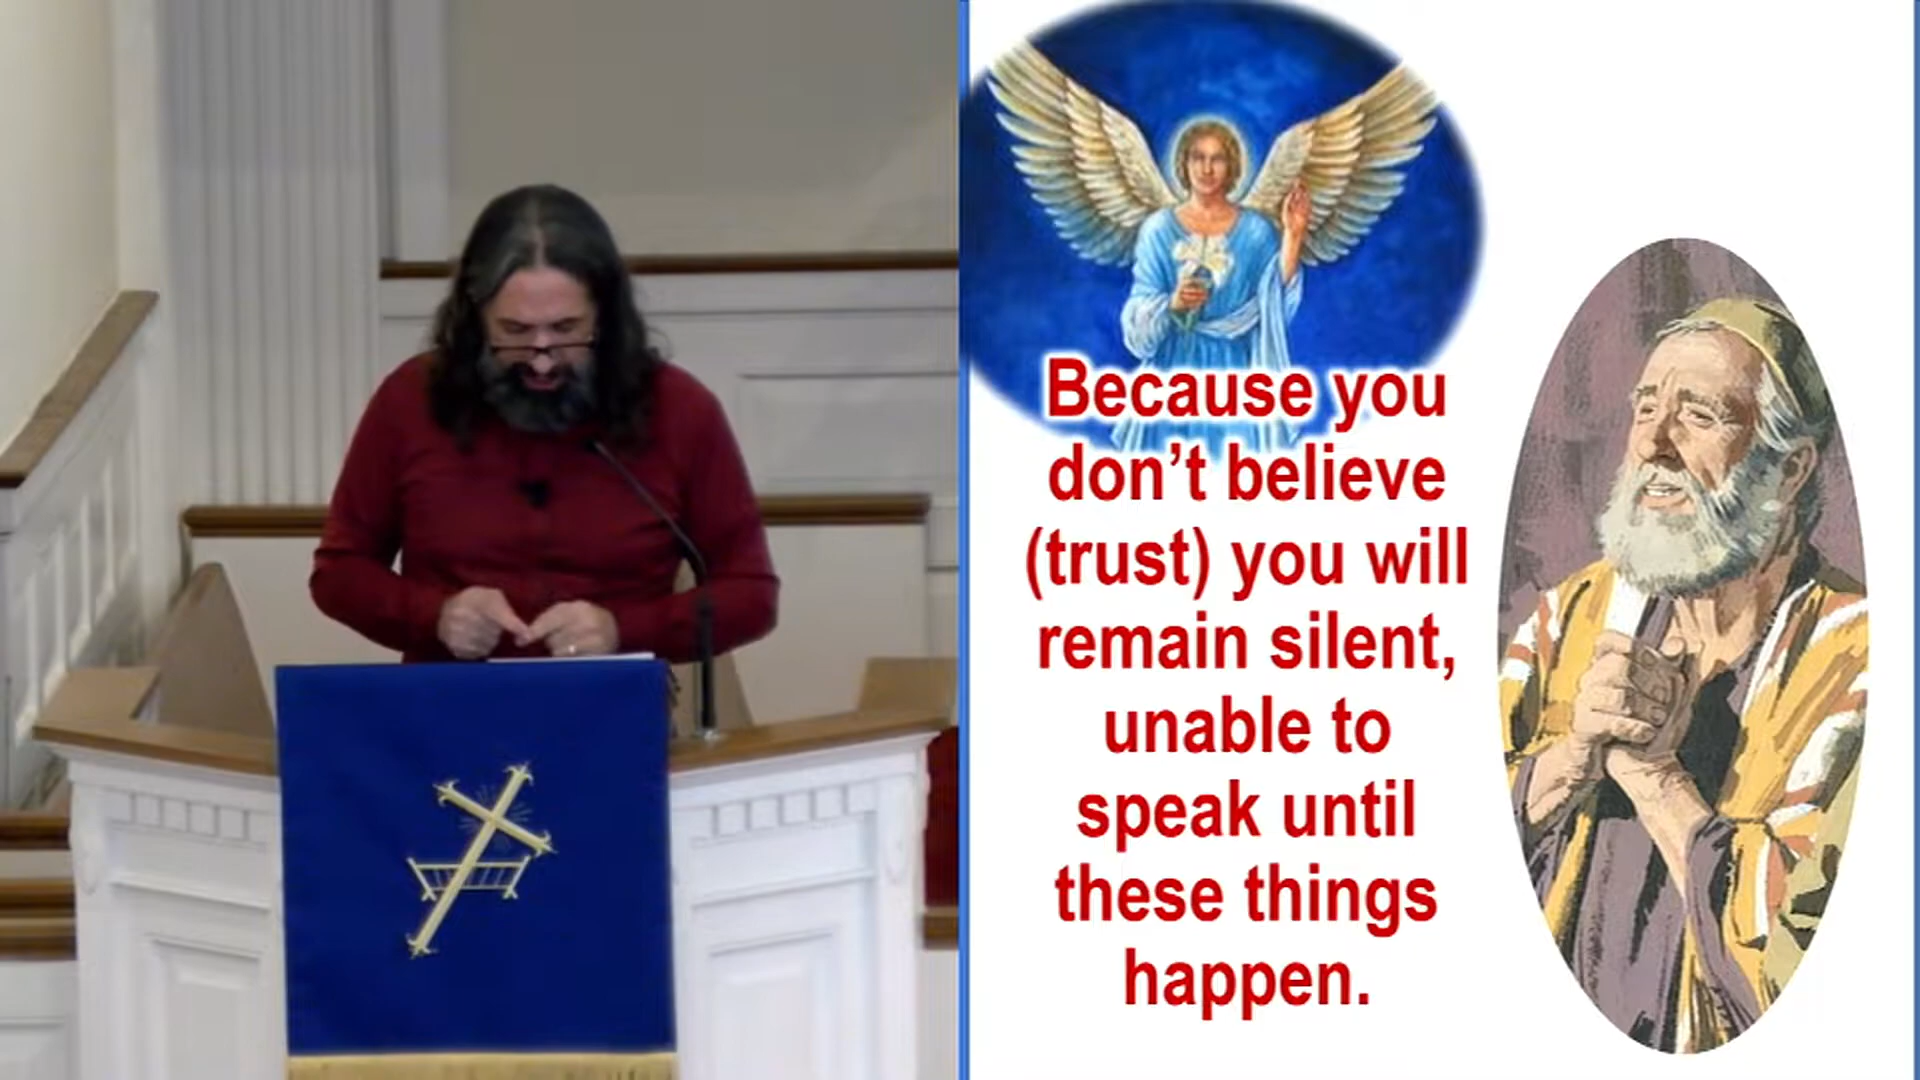 Because you
don’t believe
(trust) you will
remain silent,
unable to
speak until
these things
happen.